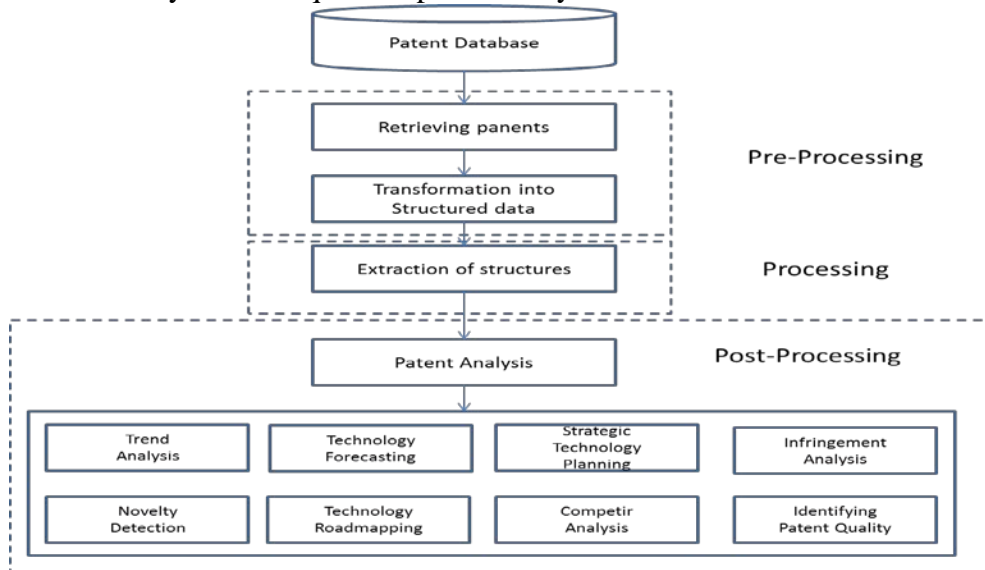 Patent Database
Retrieving panents
Pre-Processing
Transformation into
Structured data
Extraction of structures
Processing
Patent Analysis
Post-Processing
Trend
Analysis
Technology
Forecasting
Strategic
Technology
Planning
Infringement
Analysis
Novelty
Detection
Technology
Roadmapping
Competir
Analysis
Identifying
Patent Quality